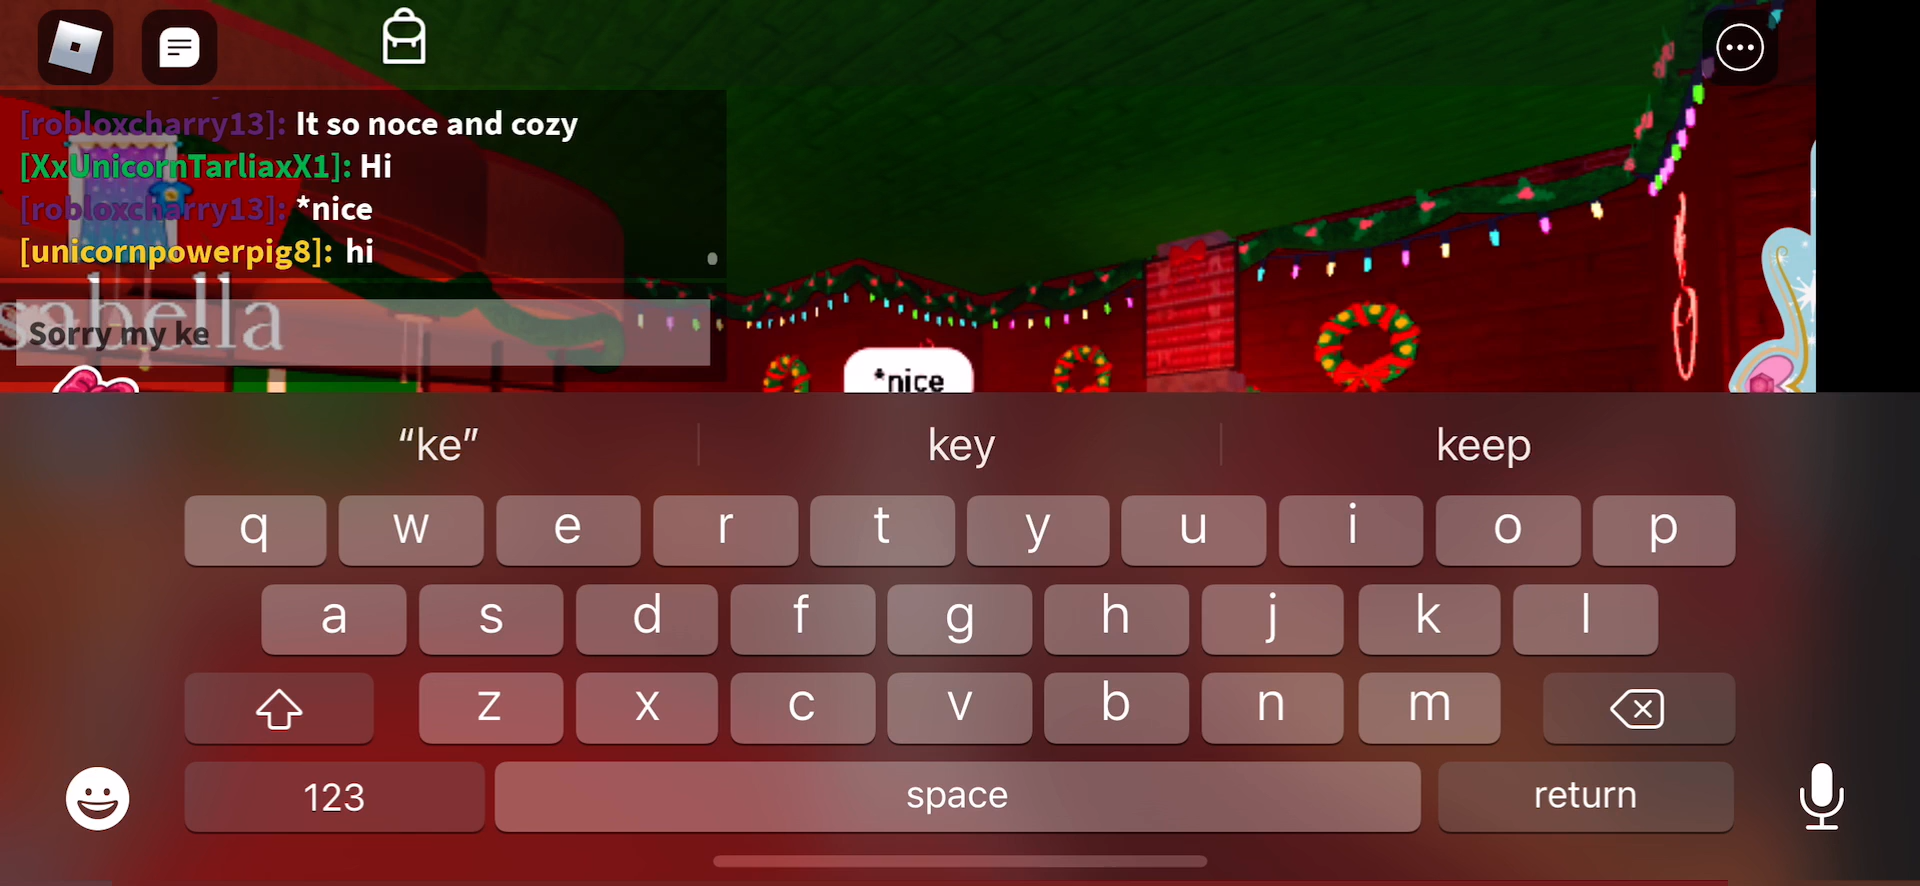 [robloxcharry13]: It so noce and cozy
[XxUnicornTarliaxX1]: Hi
[robloxcharry13]: *nice
[unicornpowerpig8]: hi
sabella
Sorry my ke
*nice
“ke” key keep
q w e r t y u i o p
a s d f g h j k l
z x c v b n m
123 space return